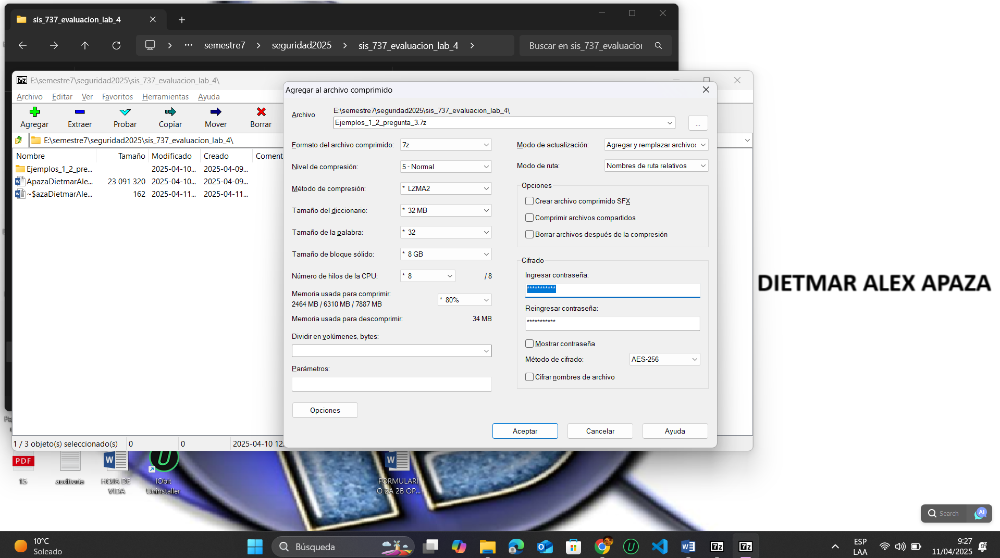 sis_737_evaluacion_lab_4
semestre7 seguridad2025 sis_737_evaluacion_lab_4
Buscar en sis_737_evaluacior
E:\semestre7\seguridad2025\sis_737_evaluacion_lab_4\
Archivo Editar Ver Favoritos Herramientas Ayuda
Agregar Extraer Probar Copiar Mover Borrar
E:\semestre7\seguridad2025\sis_737_evaluacion_lab_4\
Nombre Tamaño Modificado Creado Coment
Ejemplos_1_2_pre... 2025-04-10... 2025-04-09...
ApazaDietmarAle... 23 091 320 2025-04-10... 2025-04-09...
~$azaDietmarAle... 162 2025-04-11... 2025-04-11...
1 / 3 objeto(s) seleccionado(s) 0 0 2025-04-10 12
Agregar al archivo comprimido
Archivo
E:\semestre7\seguridad2025\sis_737_evaluacion_lab_4\
Ejemplos_1_2_pregunta_3.7z
...
Formato del archivo comprimido: 7z
Nivel de compresión: 5 - Normal
Método de compresión: * LZMA2
Tamaño del diccionario: * 32 MB
Tamaño de la palabra: * 32
Tamaño de bloque sólido: * 8 GB
Número de hilos de la CPU: * 8 / 8
Memoria usada para comprimir:
2464 MB / 6310 MB / 7887 MB
* 80%
Memoria usada para descomprimir: 34 MB
Dividir en volúmenes, bytes:
Parámetros:
Opciones
Modo de actualización: Agregar y remplazar archivos
Modo de ruta: Nombres de ruta relativos
Opciones
Crear archivo comprimido SFX
Comprimir archivos compartidos
Borrar archivos después de la compresión
Cifrado
Ingresar contraseña:
***********
Reingresar contraseña:
***********
Mostrar contraseña
Método de cifrado: AES-256
Cifrar nombres de archivo
Aceptar Cancelar Ayuda
DIETMAR ALEX APAZA
PDF
15
auditoria
HOJA DE
VIDA
IObit
Uninstaller
FORMULARI
O 2A 2B OP...
Search
AI
10°C
Soleado
Búsqueda
ESP
LAA
9:27
11/04/2025